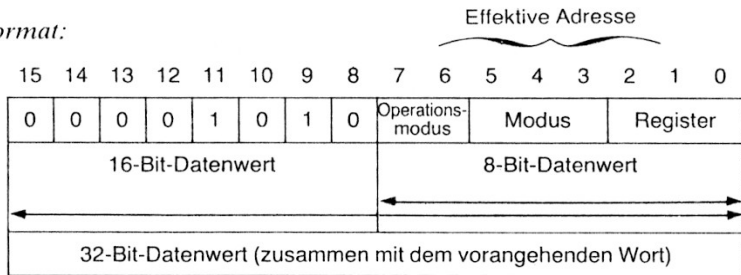 Effektive Adresse
ormat:
15 14 13 12 11 10 9 8 7 6 5 4 3 2 1 0
0 0 0 0 1 0 1 0 Operations-
modus Modus Register
16-Bit-Datenwert 8-Bit-Datenwert
32-Bit-Datenwert (zusammen mit dem vorangehenden Wort)